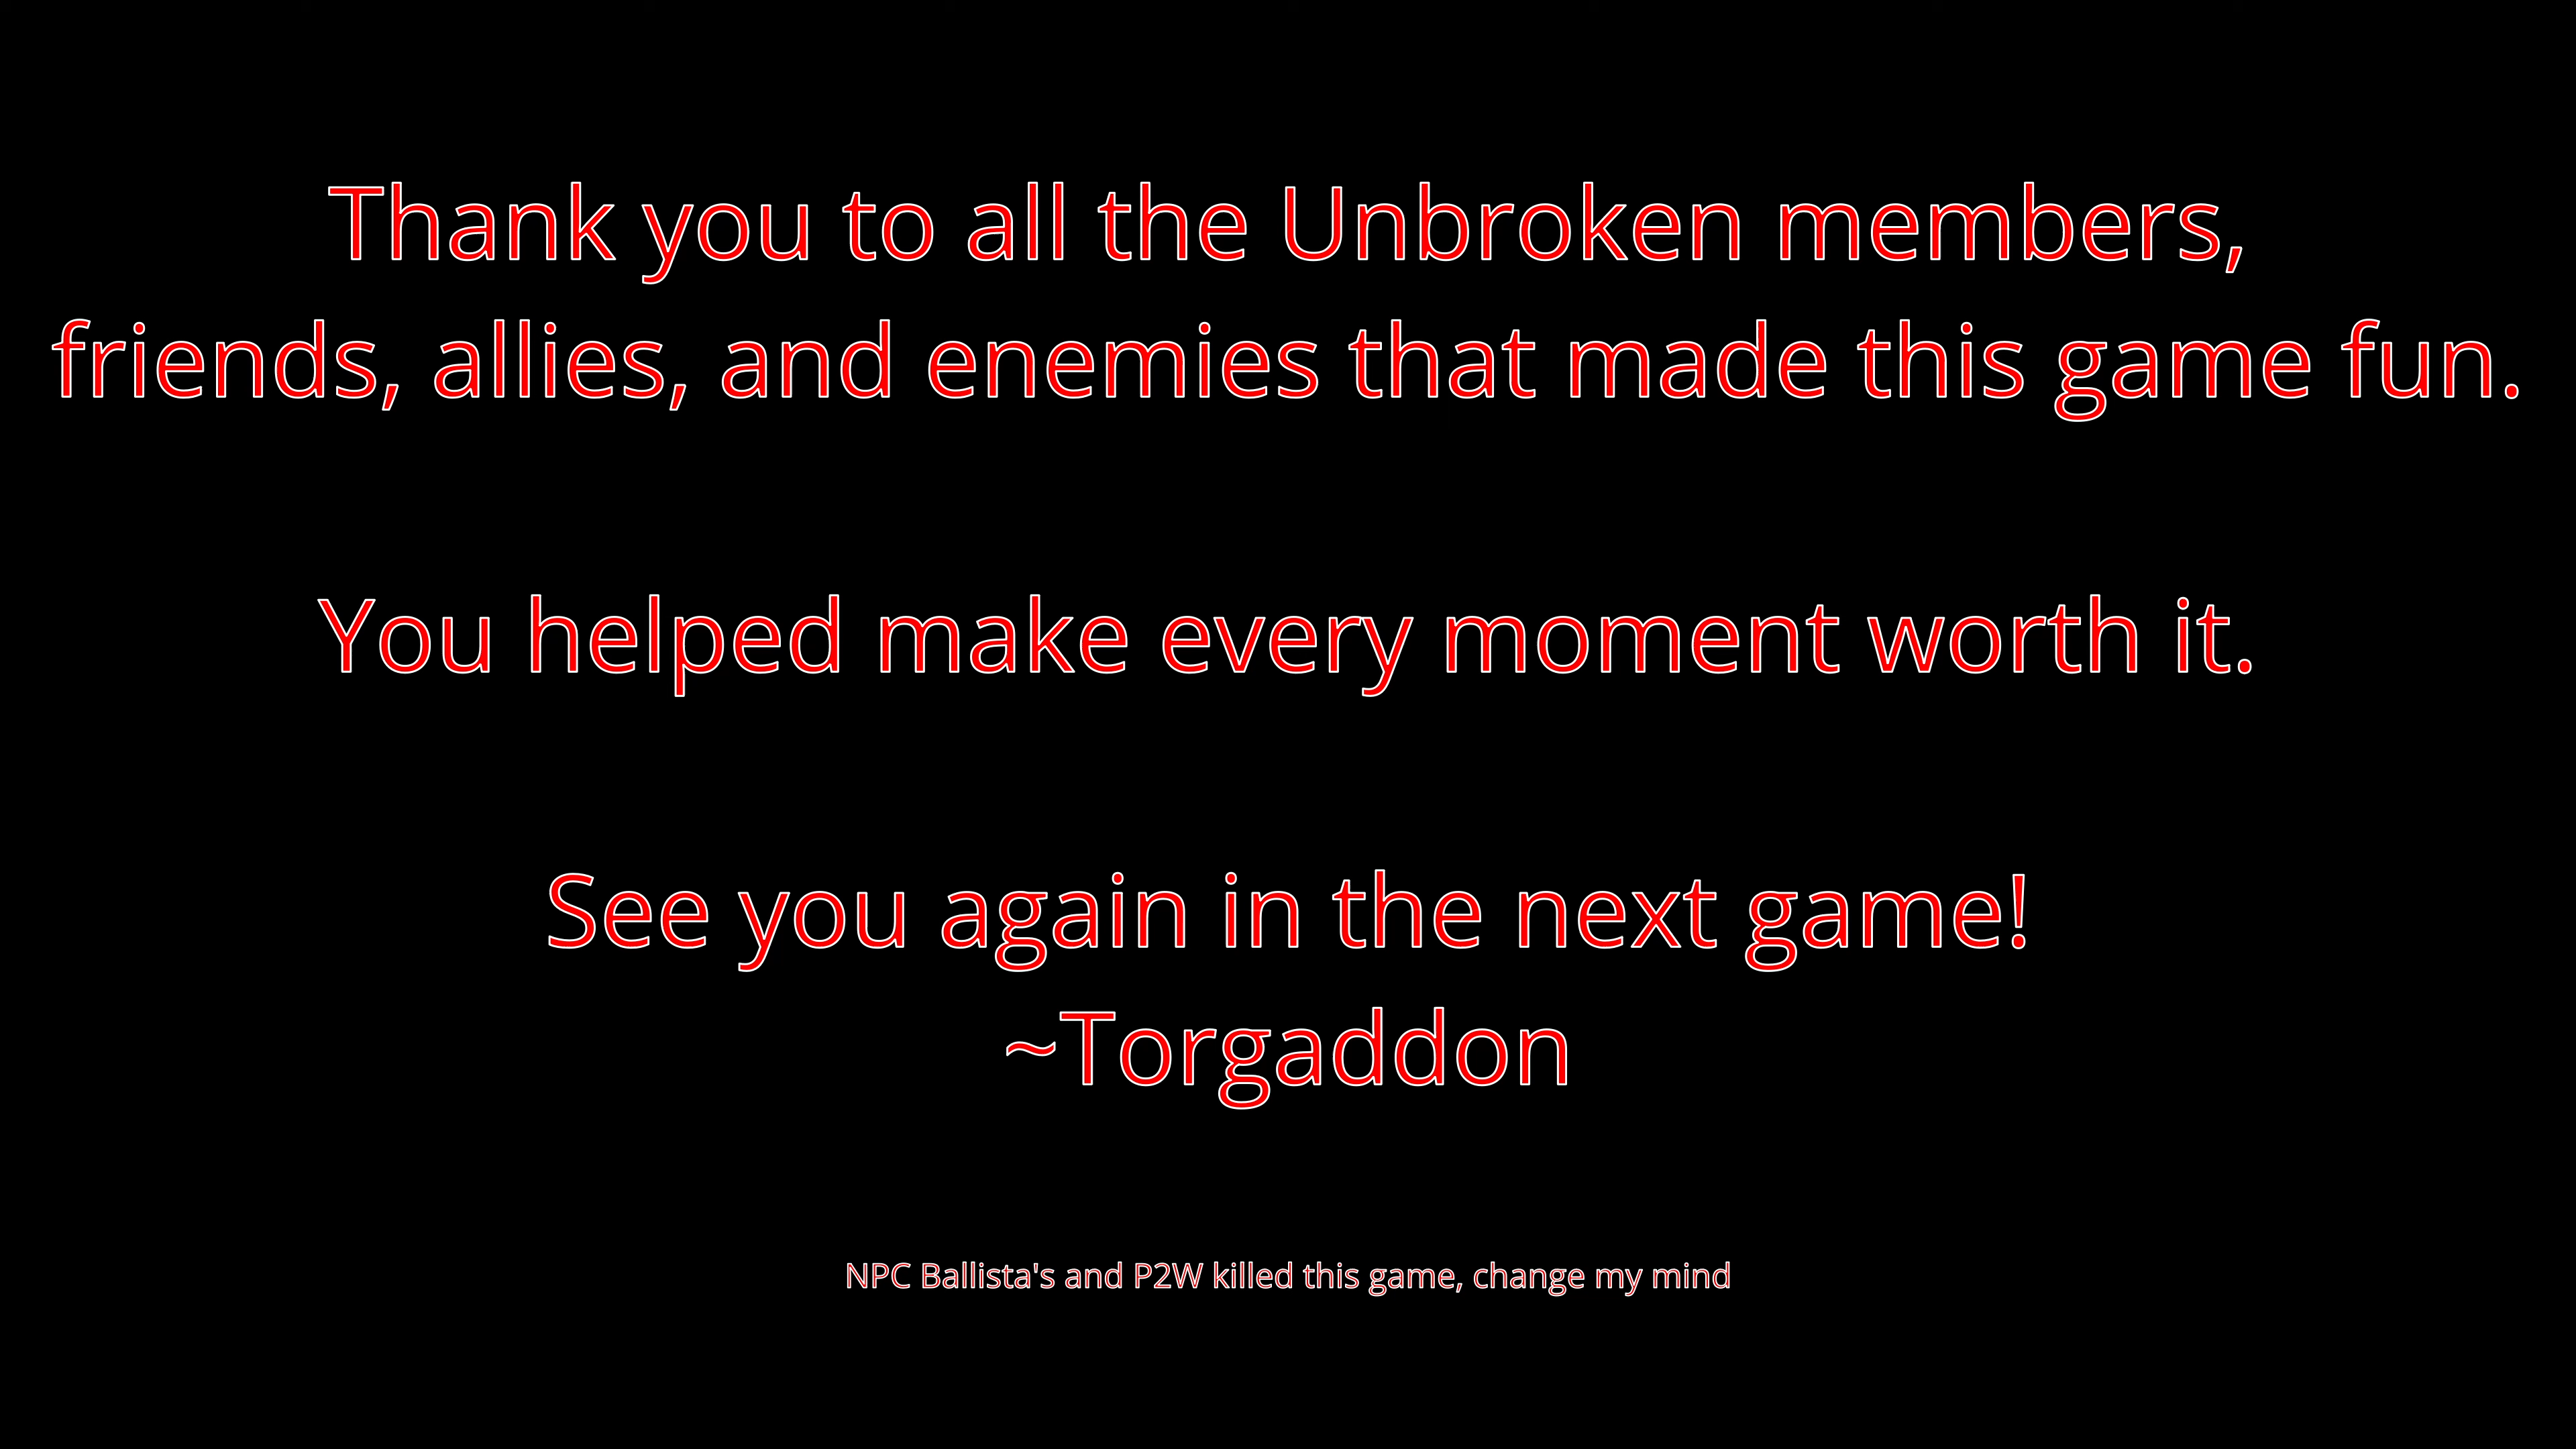 Thank you to all the Unbroken members,
friends, allies, and enemies that made this game fun.
You helped make every moment worth it.
See you again in the next game!
~Torgaddon
NPC Ballista's and P2W killed this game, change my mind